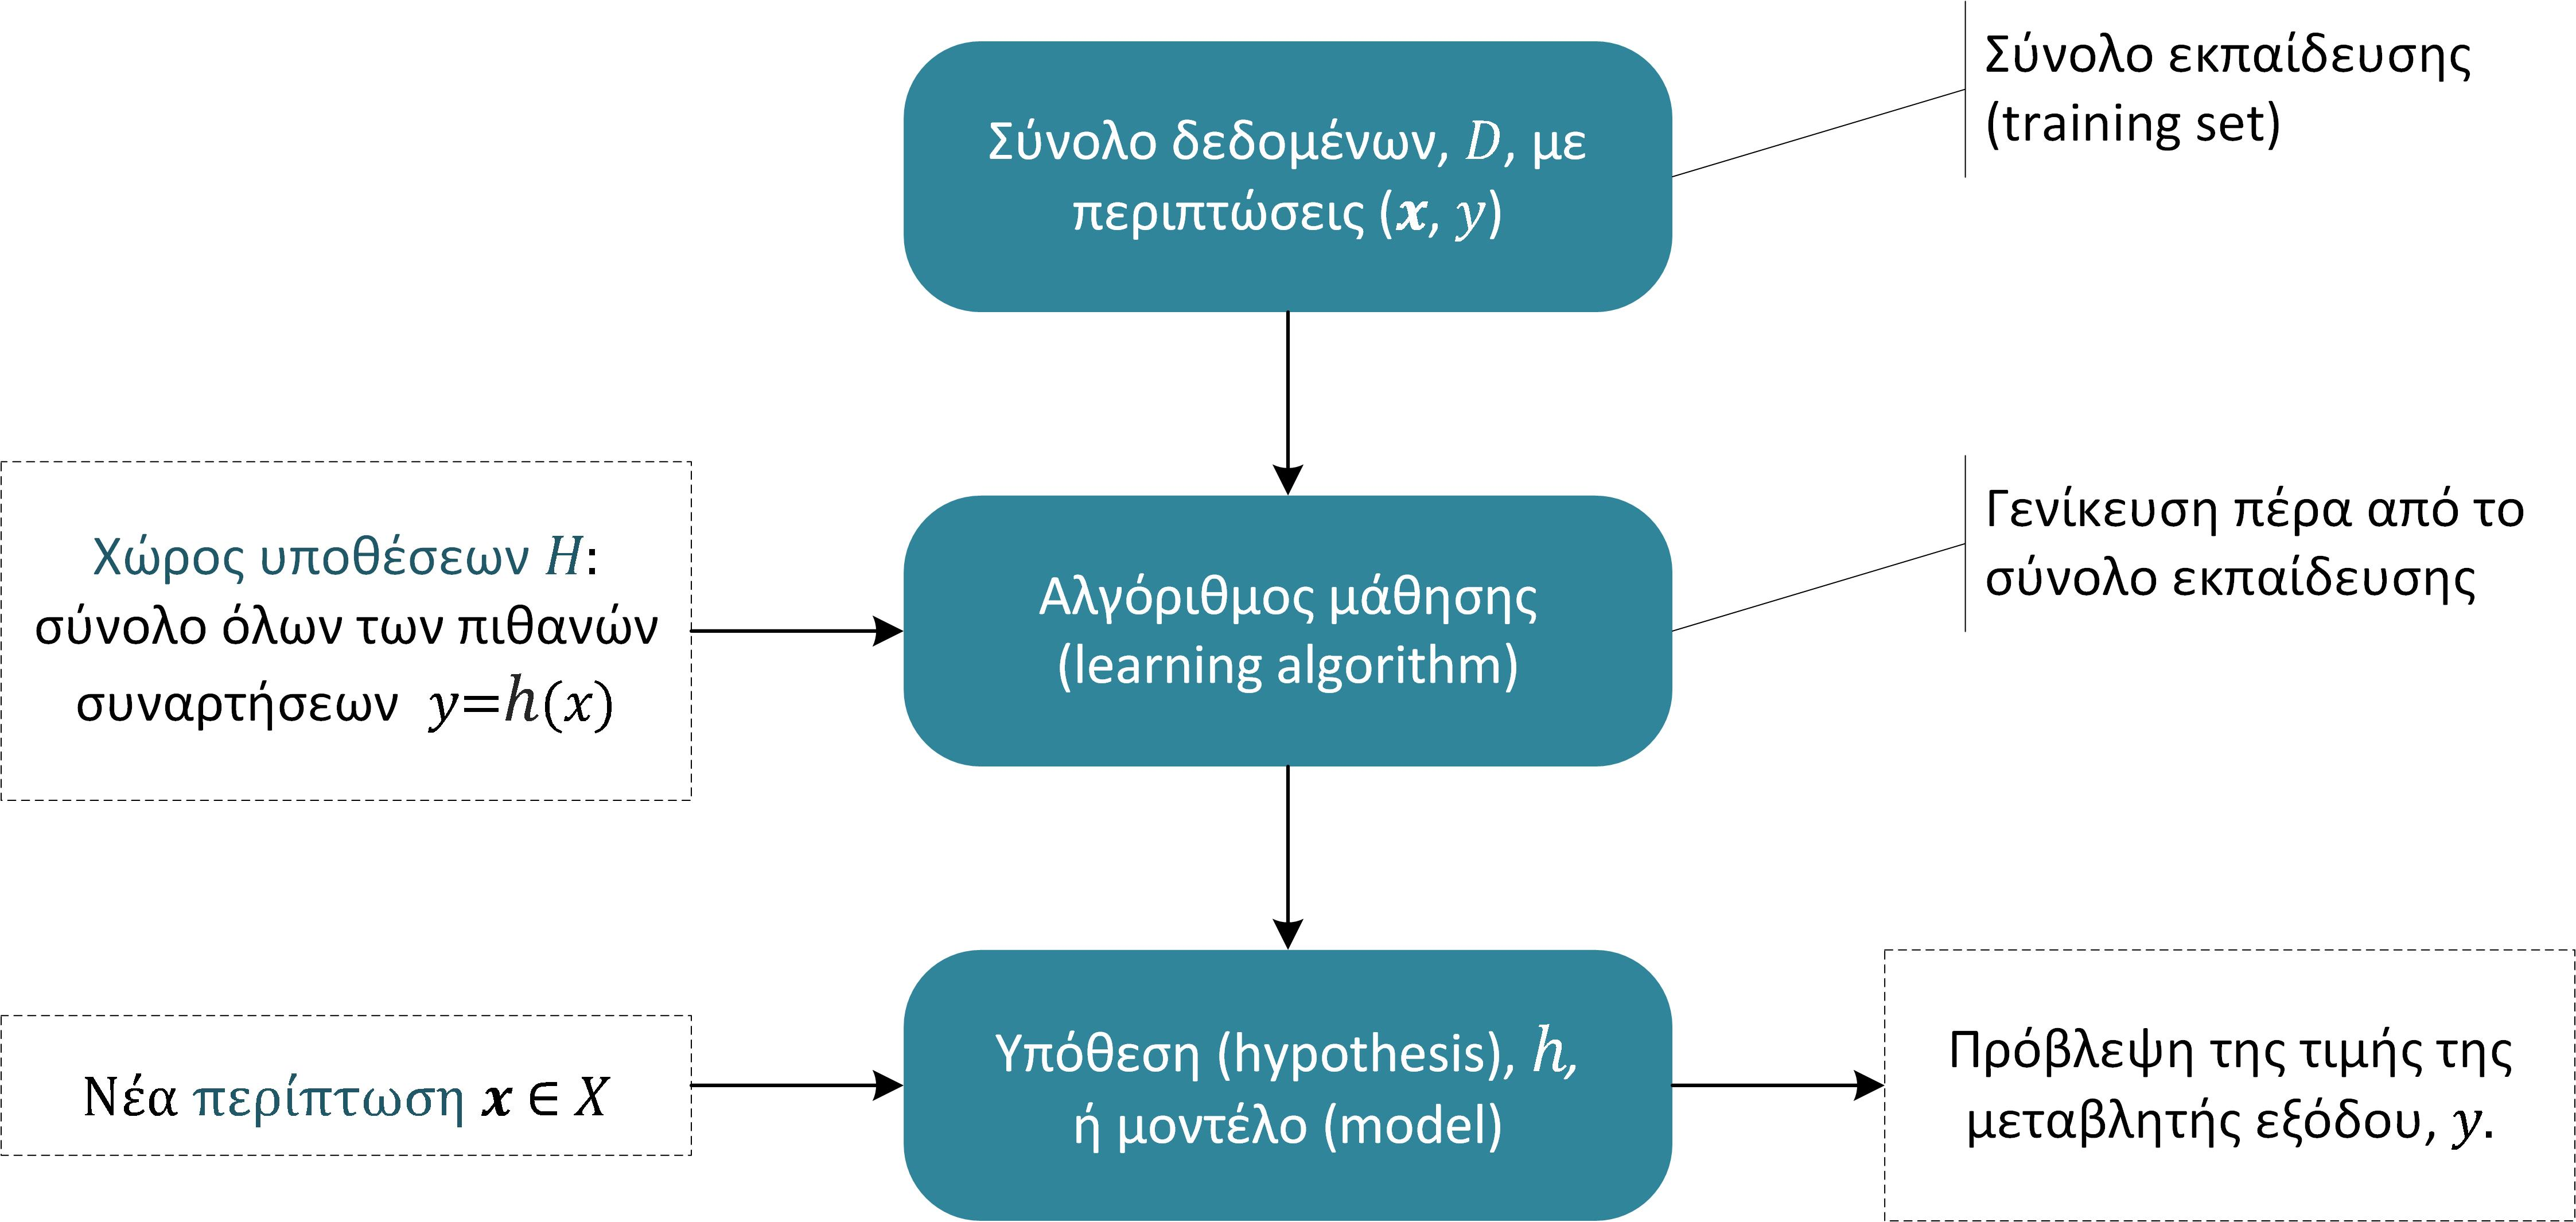 Σύνολο δεδομένων, D, με
περιπτώσεις (x, y)
Σύνολο εκπαίδευσης
(training set)
Χώρος υποθέσεων H:
σύνολο όλων των πιθανών
συναρτήσεων y=h(x)
Αλγόριθμος μάθησης
(learning algorithm)
Γενίκευση πέρα από το
σύνολο εκπαίδευσης
Νέα περίπτωση x ∈ X
Υπόθεση (hypothesis), h,
ή μοντέλο (model)
Πρόβλεψη της τιμής της
μεταβλητής εξόδου, y.